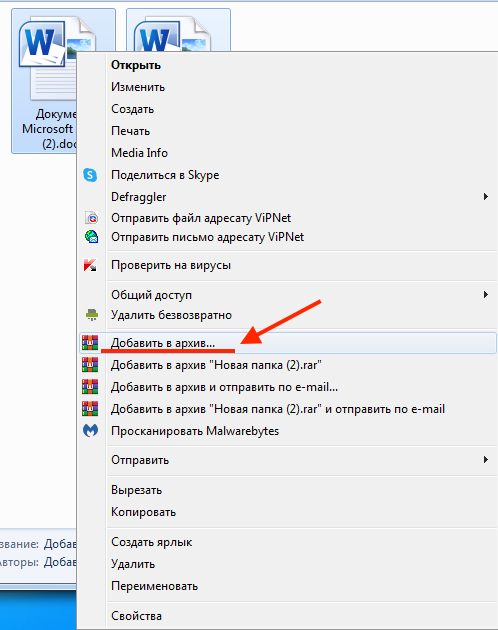 Докуме
Microsoft
(2).doc
Открыть
Изменить
Создать
Печать
Media Info
Поделиться в Skype
Defraggler
Отправить файл адресату ViPNet
Отправить письмо адресату ViPNet
Проверить на вирусы
Общий доступ
Удалить безвозвратно
Добавить в архив...
Добавить в архив "Новая папка (2).rar"
Добавить в архив и отправить по e-mail...
Добавить в архив "Новая папка (2).rar" и отправить по e-mail
Просканировать Malwarebytes
Отправить
Вырезать
Копировать
Создать ярлык
Удалить
Переименовать
Свойства
звание: Добав
Авторы: Добав